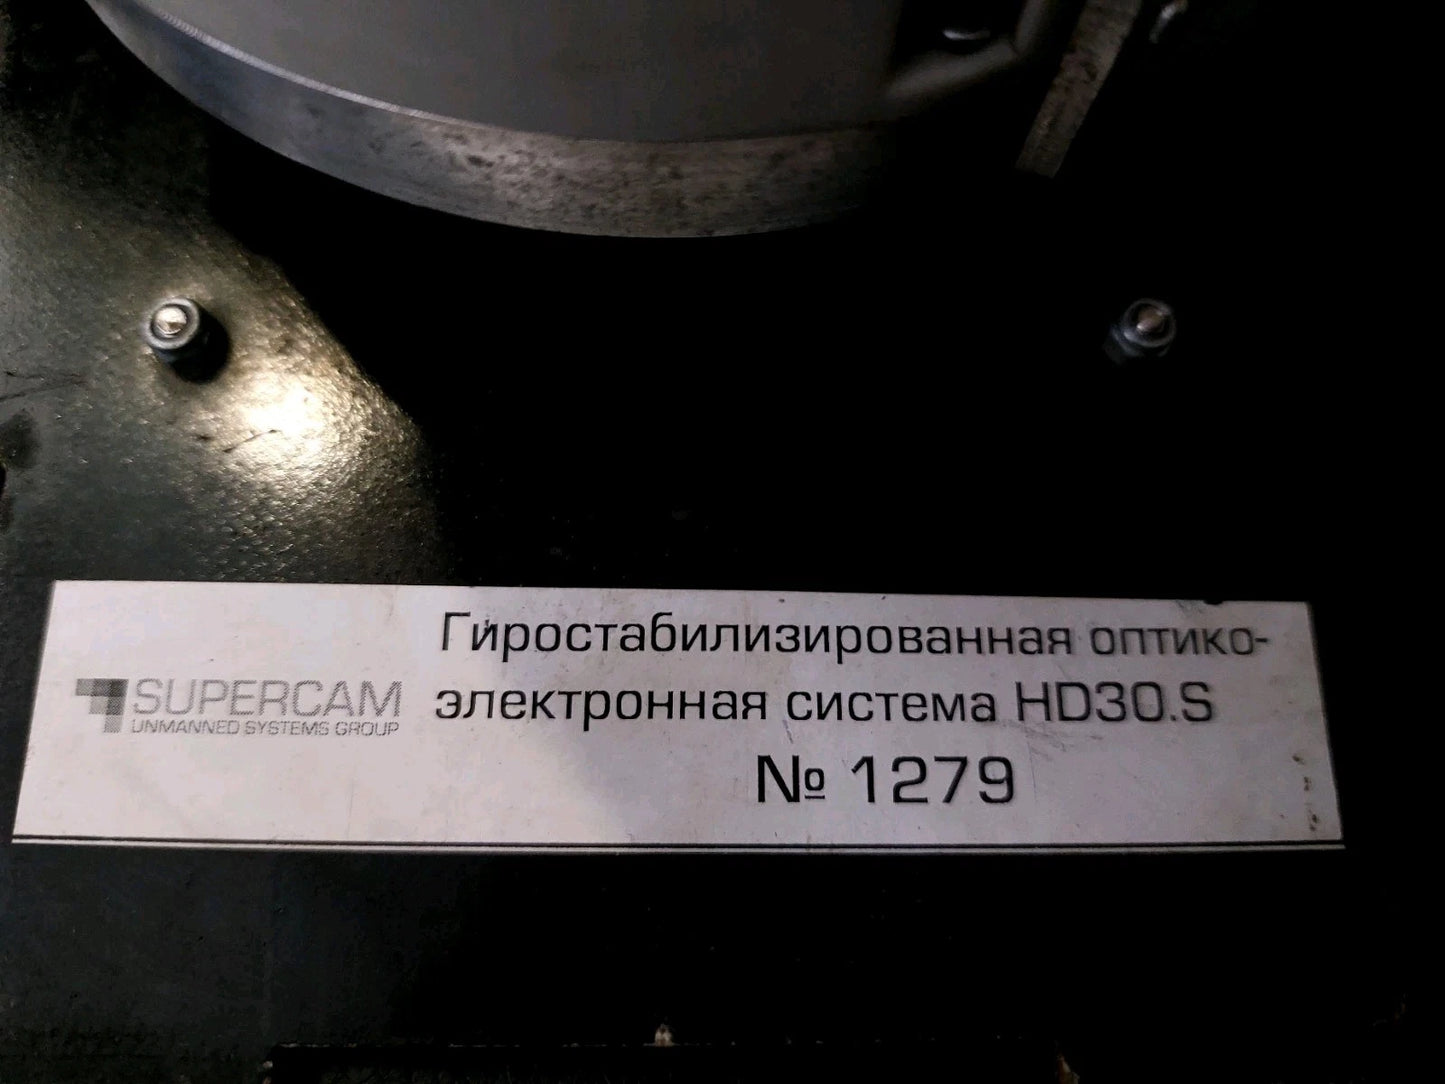 SUPERCAM
UNMANNED SYSTEMS GROUP
Гиростабилизированная оптико-
электронная система HD30.S
№ 1279